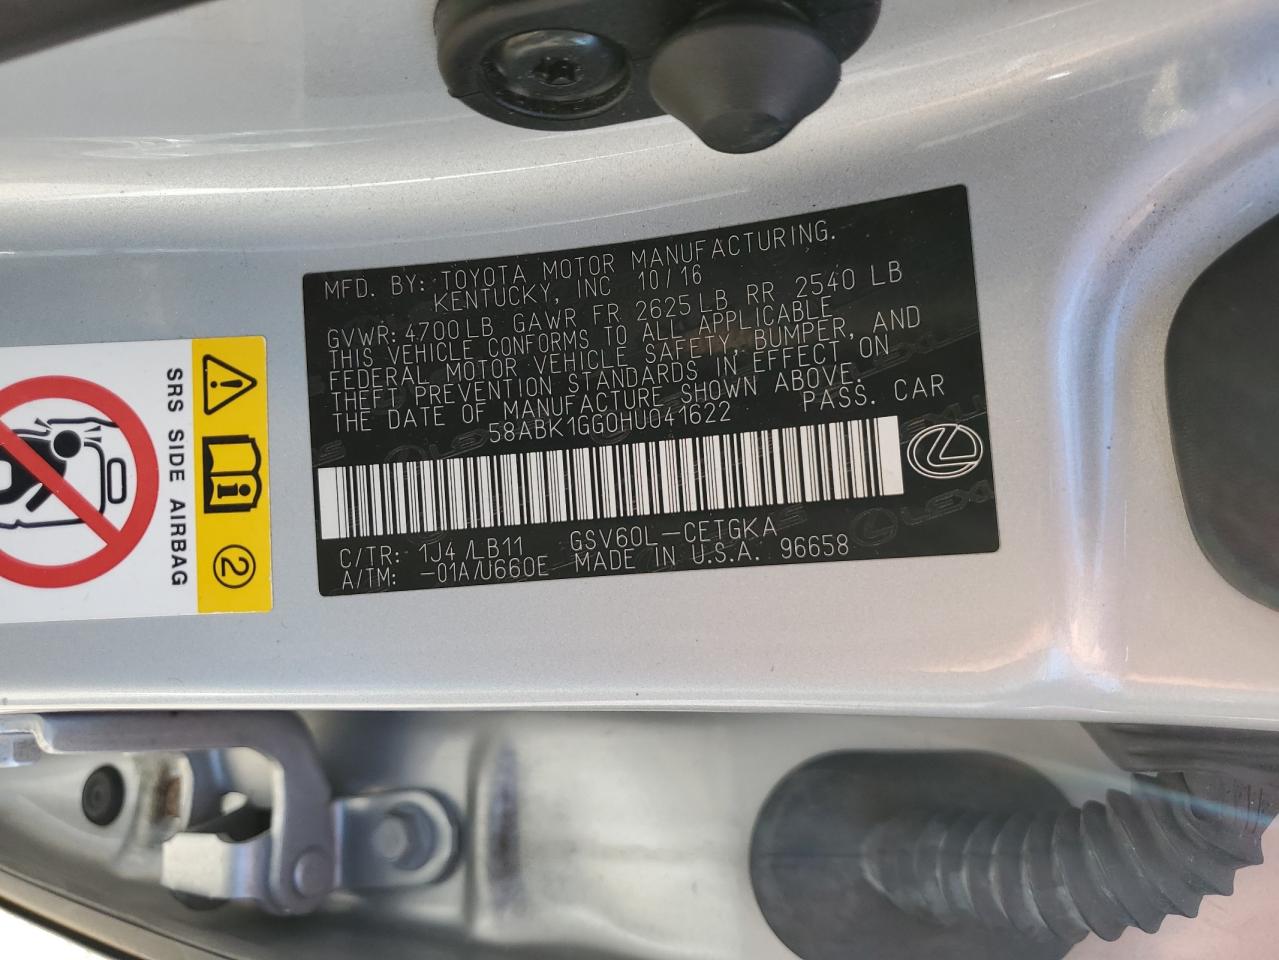 MFD. BY: TOYOTA MOTOR MANUFACTURING.
KENTUCKY, INC 10/16
GVWR: 4700LB GAWR FR 2625 LB RR 2540 LB
THIS VEHICLE CONFORMS TO ALL APPLICABLE
FEDERAL MOTOR VEHICLE SAFETY, BUMPER, AND
THEFT PREVENTION STANDARDS IN EFFECT ON
THE DATE OF MANUFACTURE SHOWN ABOVE.
58ABK1GG0HU041622 PASS. CAR
C/TR: 1J4 /LB11 GSV60L-CETGKA
A/TM: -01A/U660E MADE IN U.S.A. 96658
LEXUS
SRS SIDE AIRBAG
2